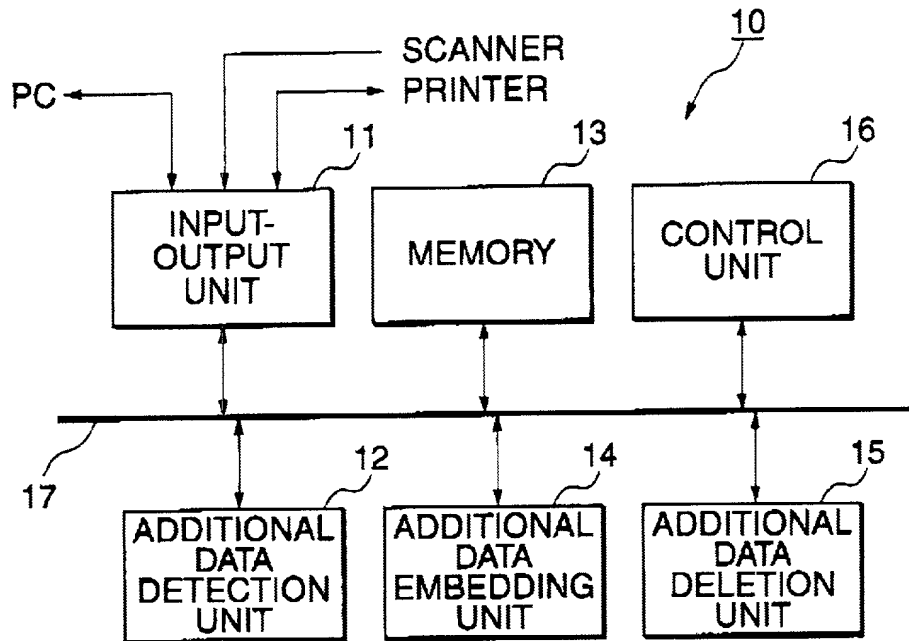 10
SCANNER
PC
PRINTER
11
13
16
INPUT-
OUTPUT
UNIT
MEMORY
CONTROL
UNIT
17
12
14
15
ADDITIONAL
DATA
DETECTION
UNIT
ADDITIONAL
DATA
EMBEDDING
UNIT
ADDITIONAL
DATA
DELETION
UNIT